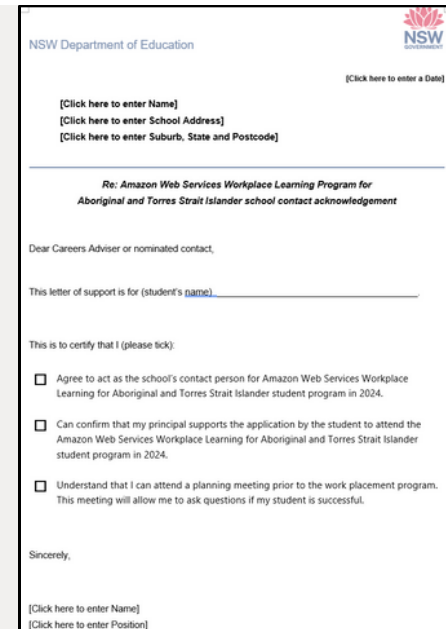 NSW Department of Education
NSW
GOVERNMENT
[Click here to enter a Date]
[Click here to enter Name]
[Click here to enter School Address]
[Click here to enter Suburb, State and Postcode]
Re: Amazon Web Services Workplace Learning Program for
Aboriginal and Torres Strait Islander school contact acknowledgement
Dear Careers Adviser or nominated contact,
This letter of support is for (student's name)
This is to certify that I (please tick):
Agree to act as the school's contact person for Amazon Web Services Workplace
Learning for Aboriginal and Torres Strait Islander student program in 2024.
Can confirm that my principal supports the application by the student to attend the
Amazon Web Services Workplace Learning for Aboriginal and Torres Strait Islander
student program in 2024.
Understand that I can attend a planning meeting prior to the work placement program.
This meeting will allow me to ask questions if my student is successful.
Sincerely,
[Click here to enter Name]
[Click here to enter Position]